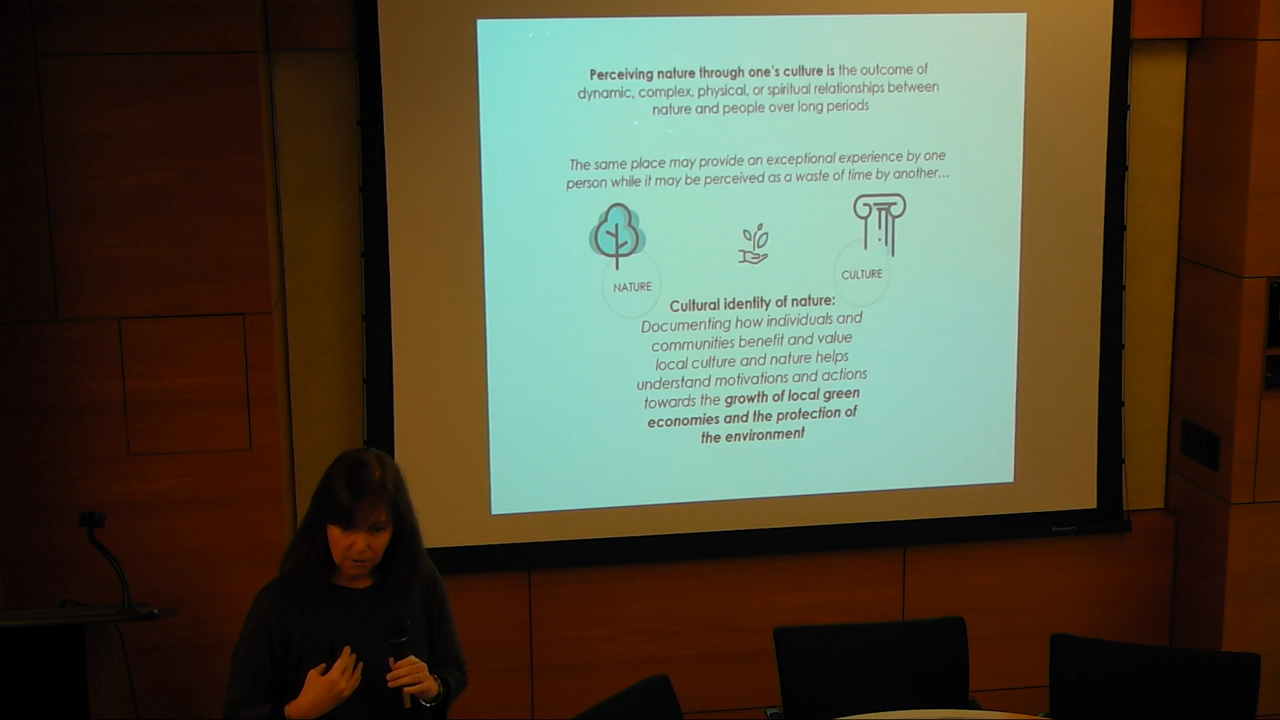 Perceiving nature through one's culture is the outcome of
dynamic, complex, physical, or spiritual relationships between
nature and people over long periods
The same place may provide an exceptional experience by one
person while it may be perceived as a waste of time by another...
NATURE
CULTURE
Cultural identity of nature:
Documenting how individuals and
communities benefit and value
local culture and nature helps
understand motivations and actions
towards the growth of local green
economies and the protection of
the environment